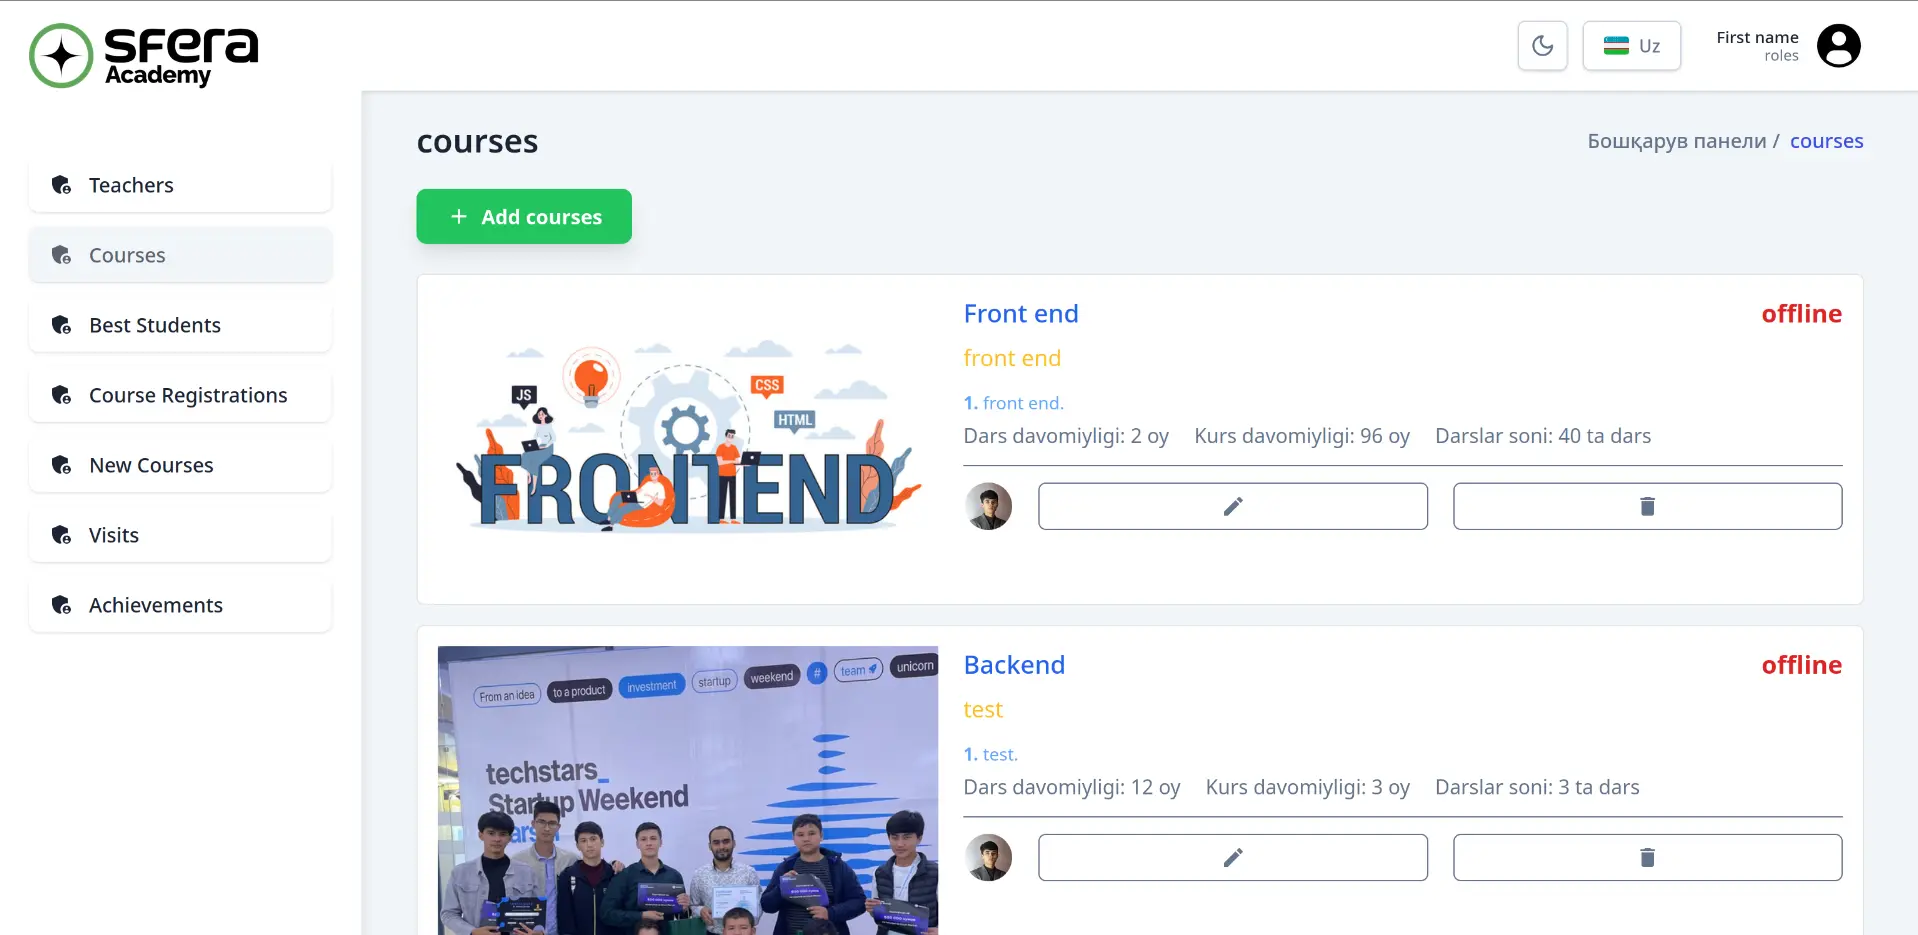 sfera
Academy
Uz
First name
roles
Teachers
Courses
Best Students
Course Registrations
New Courses
Visits
Achievements
courses
Бошқарув панели / courses
+ Add courses
JS
CSS
HTML
FRONTEND
Front end
offline
front end
1. front end.
Dars davomiyligi: 2 oy Kurs davomiyligi: 96 oy Darslar soni: 40 ta dars
From an idea to a product investment startup weekend # team unicorn
techstars_
Startup Weekend
Backend
offline
test
1. test.
Dars davomiyligi: 12 oy Kurs davomiyligi: 3 oy Darslar soni: 3 ta dars